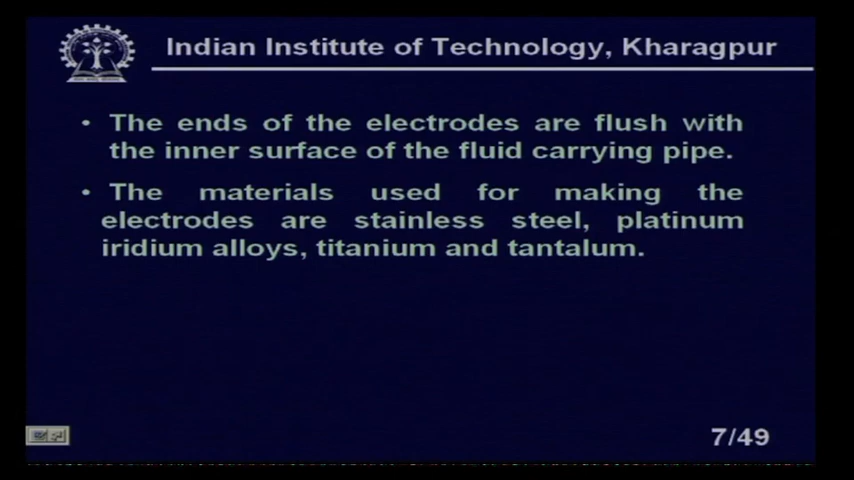 Indian Institute of Technology, Kharagpur
• The ends of the electrodes are flush with
the inner surface of the fluid carrying pipe.
• The materials used for making the
electrodes are stainless steel, platinum
iridium alloys, titanium and tantalum.
7/49